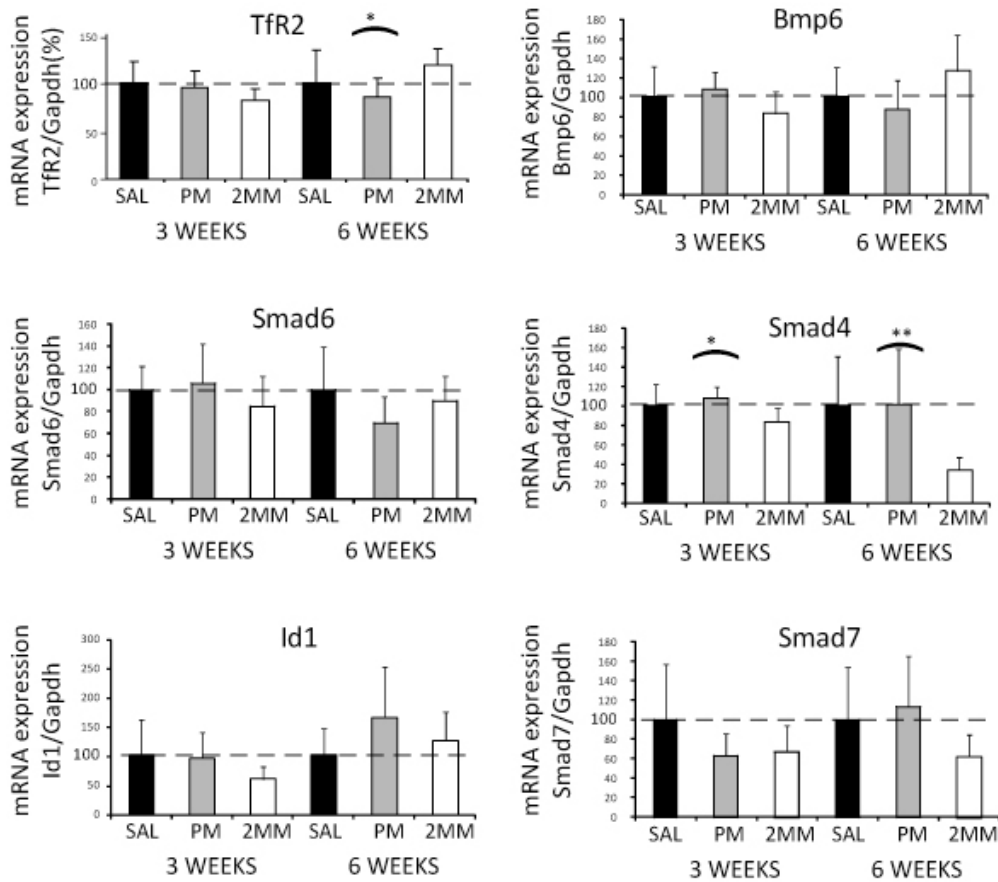 TfR2
*
mRNA expression
TfR2/Gapdh(%)
150
100
50
0
SAL PM 2MM SAL PM 2MM
3 WEEKS 6 WEEKS
Bmp6
mRNA expression
Bmp6/Gapdh
180
160
140
120
100
80
60
40
20
0
SAL PM 2MM SAL PM 2MM
3 WEEKS 6 WEEKS
Smad6
mRNA expression
Smad6/Gapdh
160
140
120
100
80
60
40
20
0
SAL PM 2MM SAL PM 2MM
3 WEEKS 6 WEEKS
Smad4
* **
mRNA expression
Smad4/Gapdh
180
160
140
120
100
80
60
40
20
0
SAL PM 2MM SAL PM 2MM
3 WEEKS 6 WEEKS
Id1
mRNA expression
Id1/Gapdh
300
250
200
150
100
50
0
SAL PM 2MM SAL PM 2MM
3 WEEKS 6 WEEKS
Smad7
mRNA expression
Smad7/Gapdh
180
160
140
120
100
80
60
40
20
0
SAL PM 2MM SAL PM 2MM
3 WEEKS 6 WEEKS